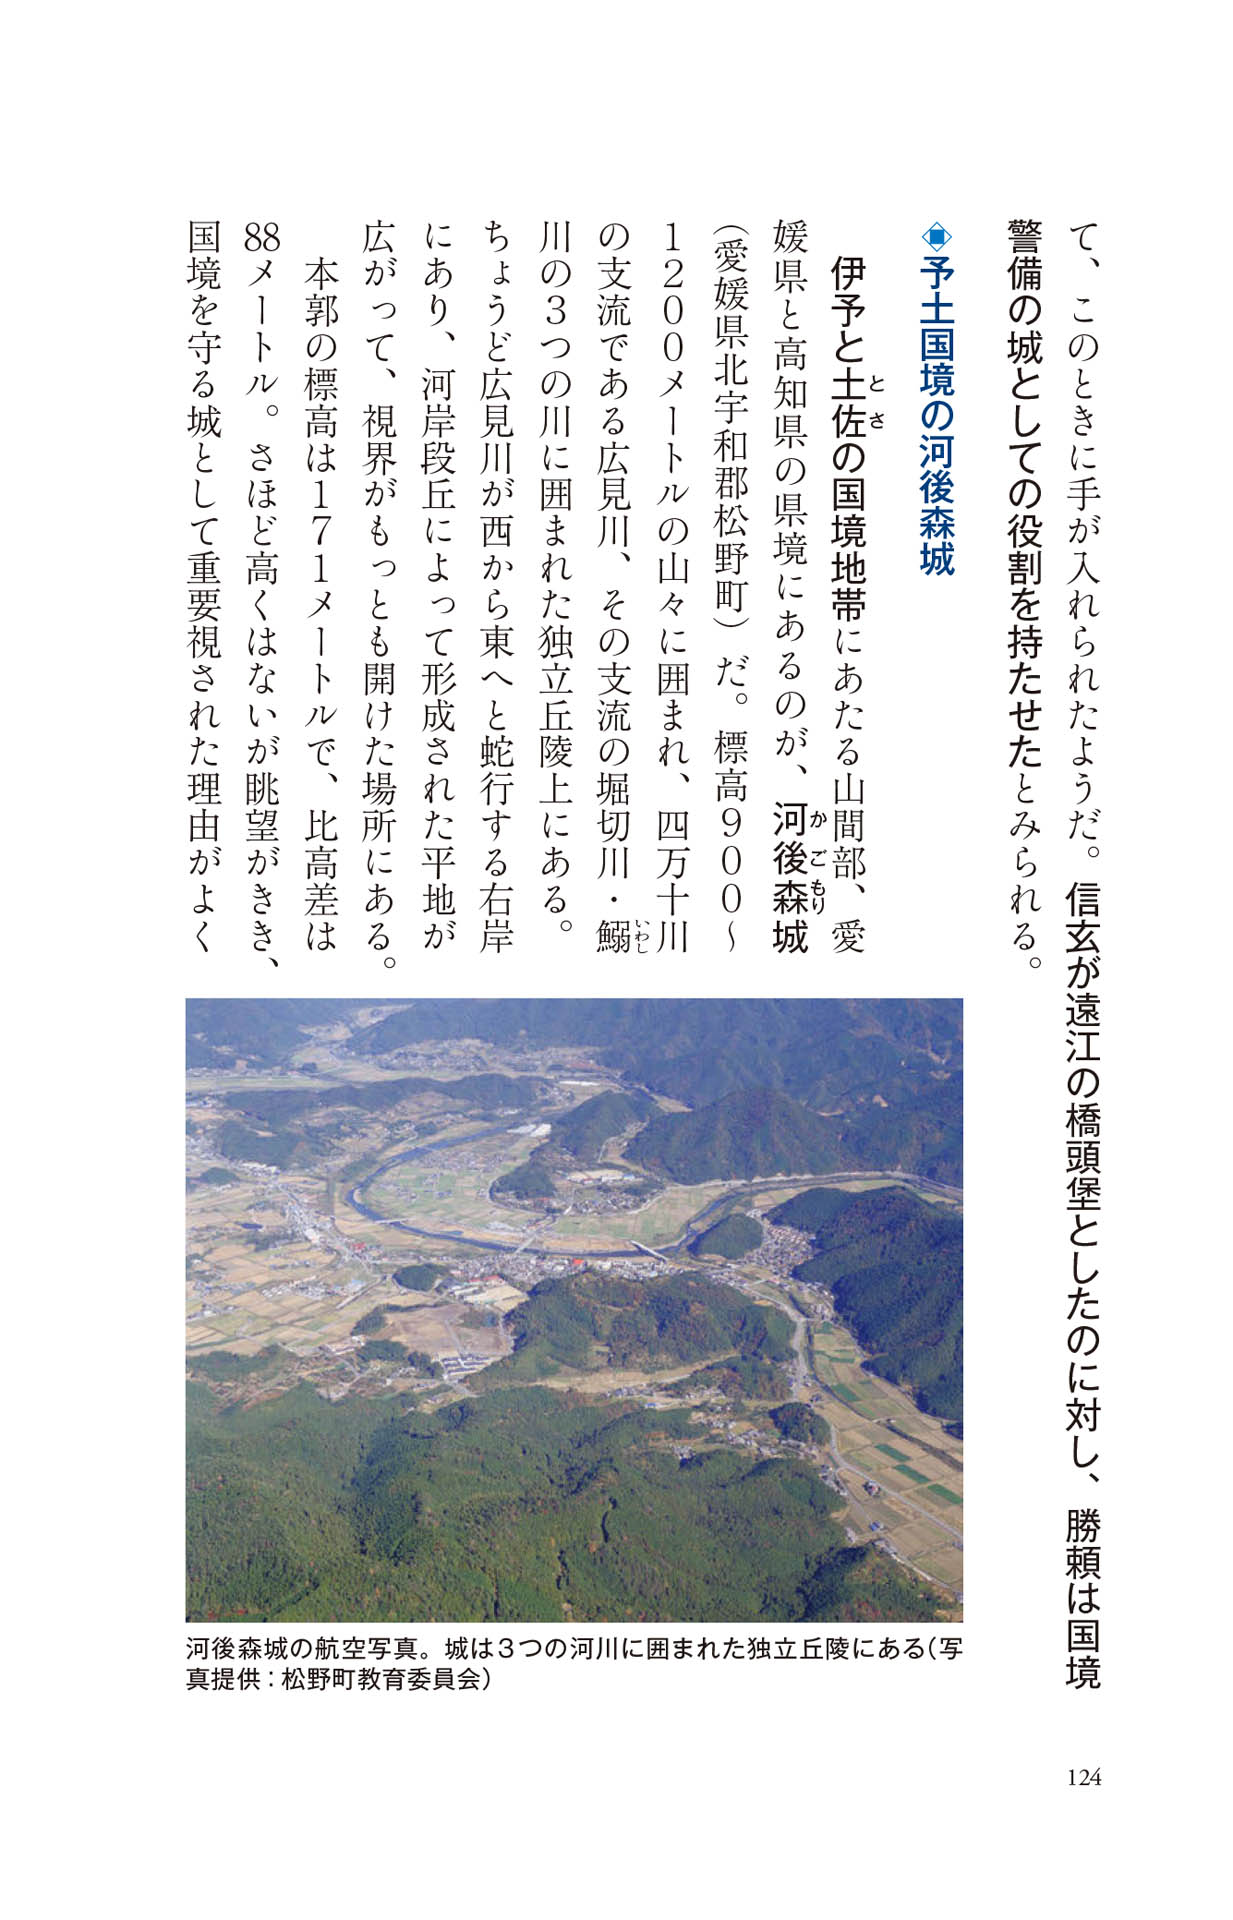 て、このときに手が入れられたようだ。信玄が遠江の橋頭堡としたのに対し、勝頼は国境
警備の城としての役割を持たせたとみられる。
◈予土国境の河後森城
伊予と土佐の国境地帯にあたる山間部、愛
とさ
媛県と高知県の県境にあるのが、河後森城
かごもり
（愛媛県北宇和郡松野町）だ。標高９００〜
１２００メートルの山々に囲まれ、四万十川
の支流である広見川、その支流の堀切川・鰯
いわし
川の３つの川に囲まれた独立丘陵上にある。
ちょうど広見川が西から東へと蛇行する右岸
にあり、河岸段丘によって形成された平地が
広がって、視界がもっとも開けた場所にある。
本郭の標高は１７１メートルで、比高差は
88メートル。さほど高くはないが眺望がきき、
国境を守る城として重要視された理由がよく
河後森城の航空写真。城は３つの河川に囲まれた独立丘陵にある（写
真提供：松野町教育委員会）
124